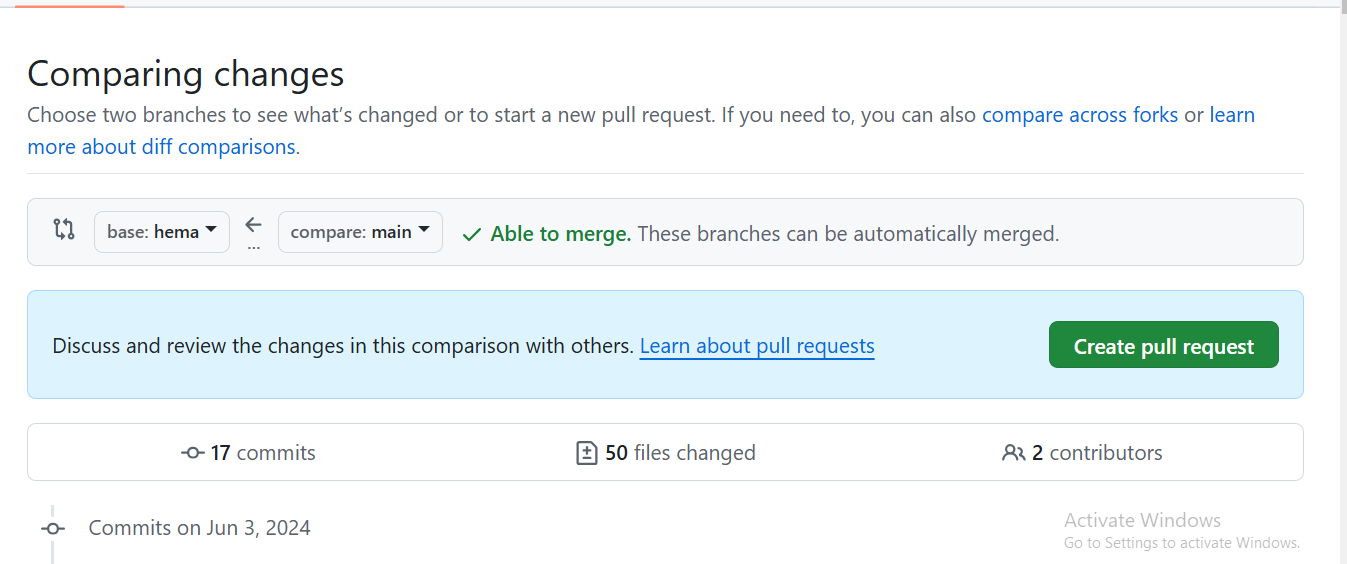 Comparing changes
Choose two branches to see what's changed or to start a new pull request. If you need to, you can also compare across forks or learn
more about diff comparisons.
base: hema ... compare: main Able to merge. These branches can be automatically merged.
Discuss and review the changes in this comparison with others. Learn about pull requests Create pull request
17 commits 50 files changed 2 contributors
Commits on Jun 3, 2024
Activate Windows
Go to Settings to activate Windows.